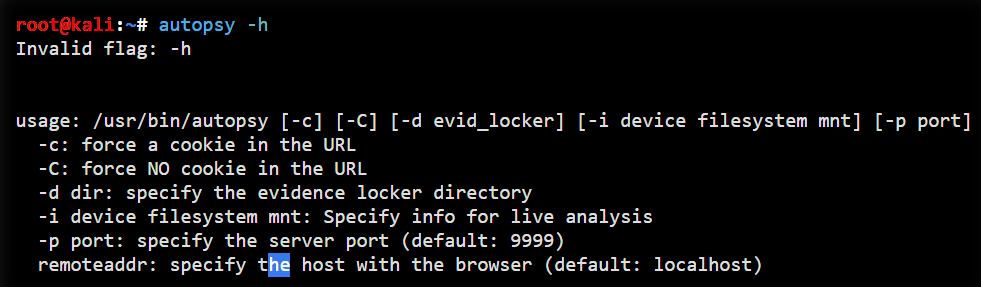 root@kali:~# autopsy -h
Invalid flag: -h
usage: /usr/bin/autopsy [-c] [-C] [-d evid_locker] [-i device filesystem mnt] [-p port]
-c: force a cookie in the URL
-C: force NO cookie in the URL
-d dir: specify the evidence locker directory
-i device filesystem mnt: Specify info for live analysis
-p port: specify the server port (default: 9999)
remoteaddr: specify the host with the browser (default: localhost)